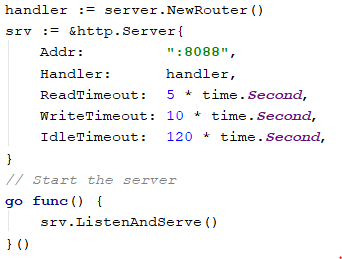 handler := server.NewRouter()
srv := &http.Server{
    Addr:         ":8088",
    Handler:      handler,
    ReadTimeout:  5 * time.Second,
    WriteTimeout: 10 * time.Second,
    IdleTimeout:  120 * time.Second,
}
// Start the server
go func() {
    srv.ListenAndServe()
}()